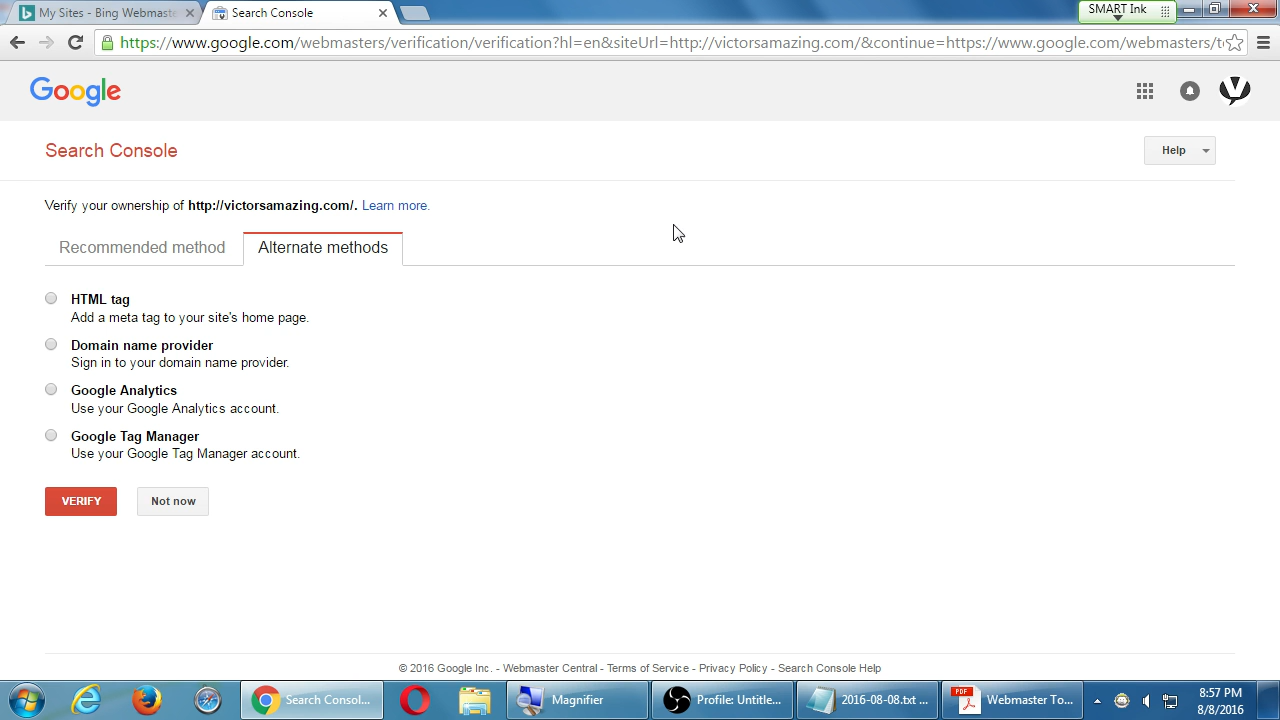 My Sites - Bing Webmaste
Search Console
SMART Ink
https://www.google.com/webmasters/verification/verification?hl=en&siteUrl=http://victorsamazing.com/&continue=https://www.google.com/webmasters/t
Google
Search Console
Help
Verify your ownership of http://victorsamazing.com/. Learn more.
Recommended method
Alternate methods
HTML tag
Add a meta tag to your site's home page.
Domain name provider
Sign in to your domain name provider.
Google Analytics
Use your Google Analytics account.
Google Tag Manager
Use your Google Tag Manager account.
VERIFY
Not now
© 2016 Google Inc. - Webmaster Central - Terms of Service - Privacy Policy - Search Console Help
Search Consol...
Magnifier
Profile: Untitle...
2016-08-08.txt ...
PDF
Webmaster To...
8:57 PM
8/8/2016